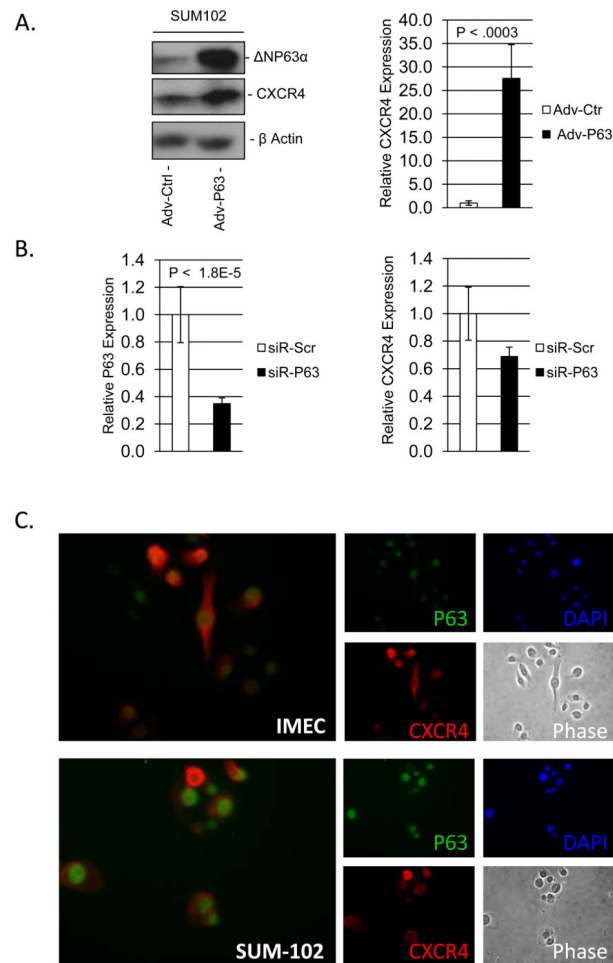 A.
SUM102
- ΔNP63α
- CXCR4
- β Actin
Adv-Ctrl -
Adv-P63 -
P < .0003
Relative CXCR4 Expression
40.0
35.0
30.0
25.0
20.0
15.0
10.0
5.0
0.0
Adv-Ctr
Adv-P63
B.
P < 1.8E-5
Relative P63 Expression
1.4
1.2
1.0
0.8
0.6
0.4
0.2
0.0
siR-Scr
siR-P63
Relative CXCR4 Expression
1.4
1.2
1.0
0.8
0.6
0.4
0.2
0.0
siR-Scr
siR-P63
C.
IMEC
P63
DAPI
CXCR4
Phase
SUM-102
P63
DAPI
CXCR4
Phase